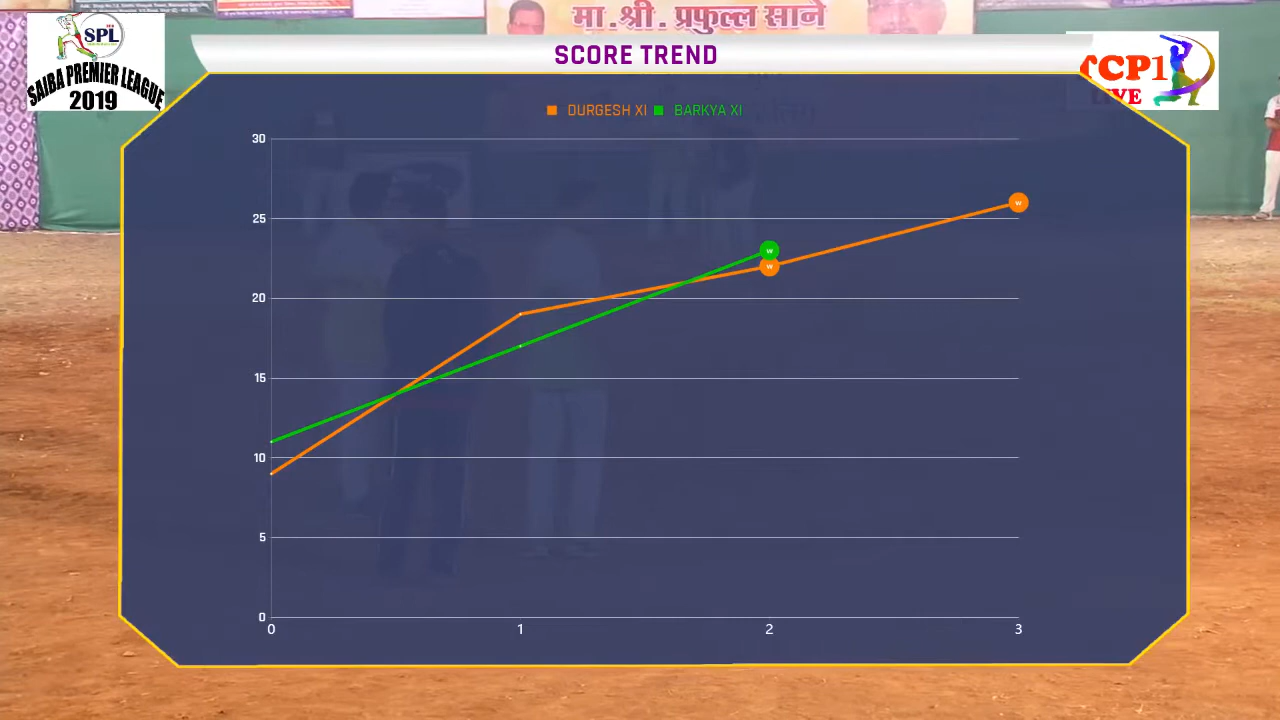 मा. श्री. प्रफुल्ल साने
SPL
SAIBA PREMIER LEAGUE
2019
SCORE TREND
TCP1
LIVE
DURGESH XI
BARKYA XI
30
25
20
15
10
5
0
W
W
W
0 1 2 3